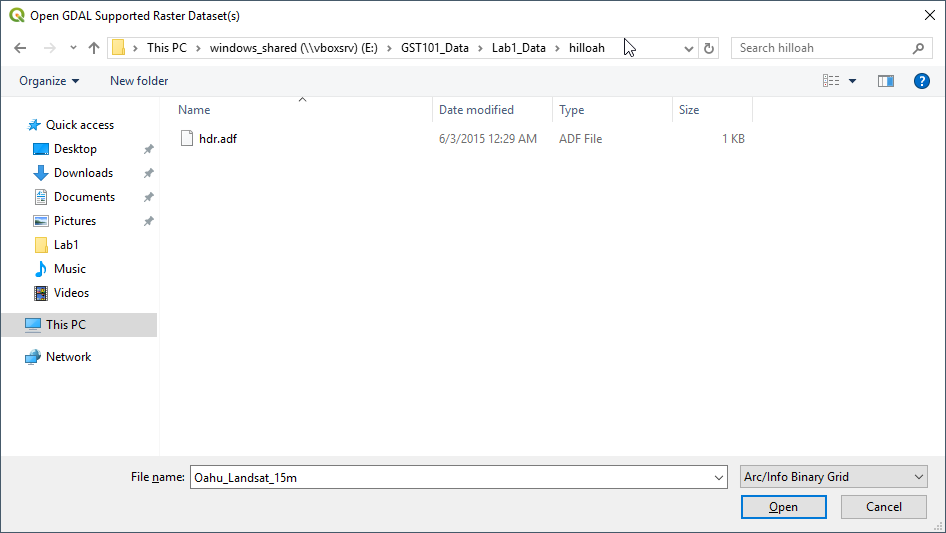 Open GDAL Supported Raster Dataset(s)
This PC > windows_shared (\\vboxsrv) (E:) > GST101_Data > Lab1_Data > hilloah
Search hilloah
Organize New folder
Name Date modified Type Size
Quick access
hdr.adf 6/3/2015 12:29 AM ADF File 1 KB
Desktop
Downloads
Documents
Pictures
Lab1
Music
Videos
This PC
Network
File name: Oahu_Landsat_15m Arc/Info Binary Grid
Open Cancel